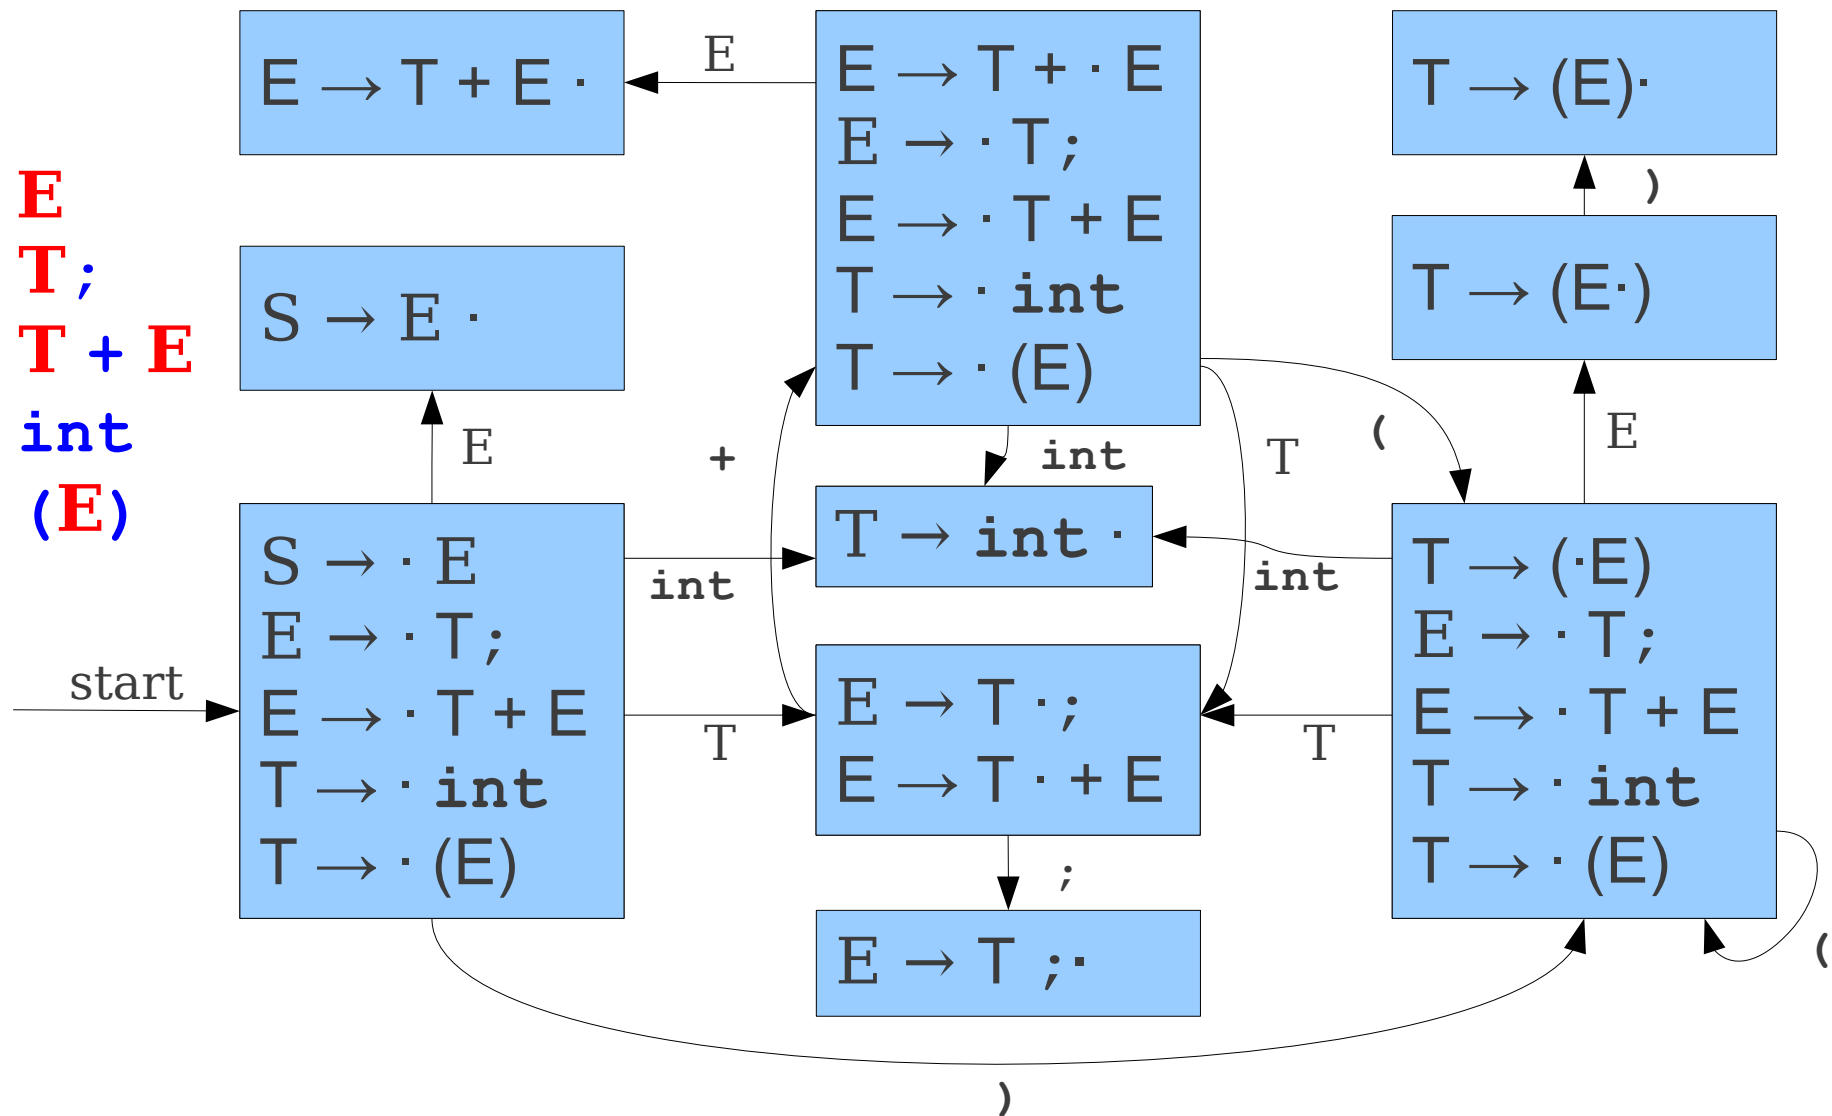 E
T ;
T + E
int
(E)
E → T + E ·
E
E → T + · E
E → · T ;
E → · T + E
T → · int
T → · (E)
T → (E)·
)
T → (E·)
S → E ·
E
+
int
T
(
E
start
S → · E
E → · T ;
E → · T + E
T → · int
T → · (E)
int
T
T → int ·
int
T
E → T · ;
E → T · + E
;
E → T ;·
T → (·E)
E → · T ;
E → · T + E
T → · int
T → · (E)
(
)